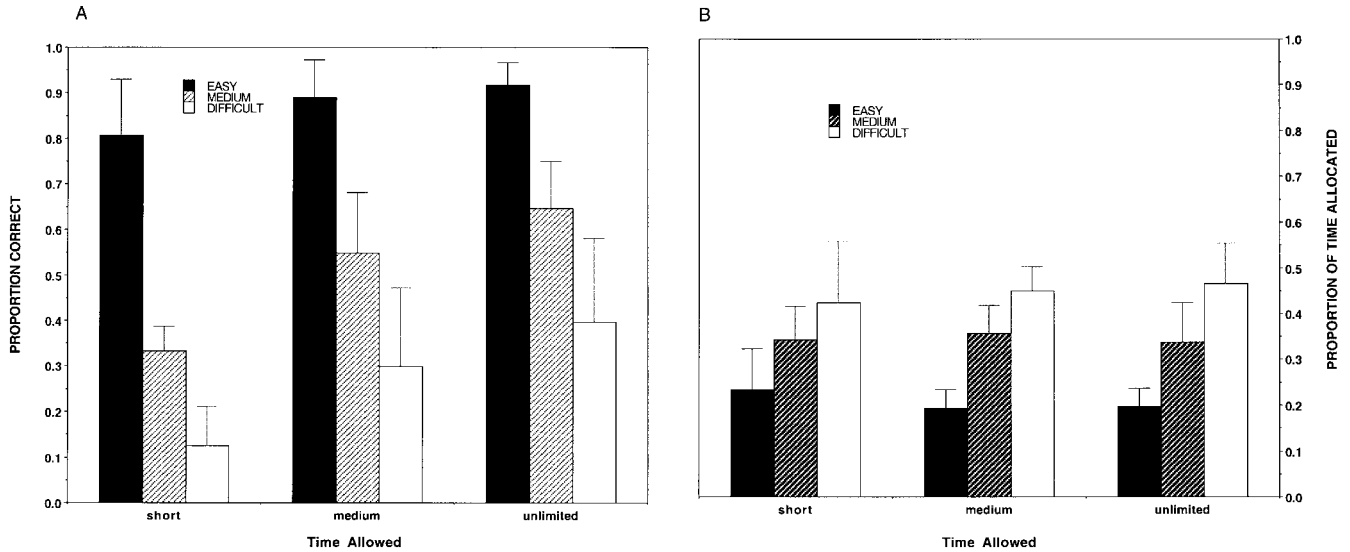 A
PROPORTION CORRECT
1.0
0.9
0.8
0.7
0.6
0.5
0.4
0.3
0.2
0.1
0.0
EASY
MEDIUM
DIFFICULT
short medium unlimited
Time Allowed
B
EASY
MEDIUM
DIFFICULT
1.0
0.9
0.8
0.7
0.6
0.5
0.4
0.3
0.2
0.1
0.0
PROPORTION OF TIME ALLOCATED
short medium unlimited
Time Allowed